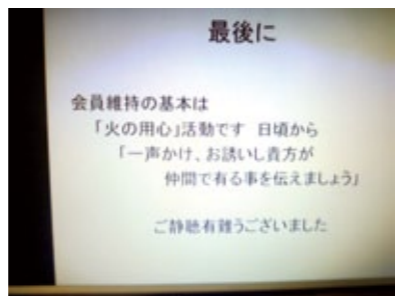 最後に
会員維持の基本は
「火の用心」活動です 日頃から
「一声かけ、お誘いし貴方が
仲間で有る事を伝えましょう」
ご静聴有難うございました